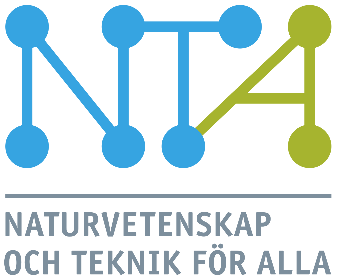 NTA
NATURVETENSKAP
OCH TEKNIK FÖR ALLA